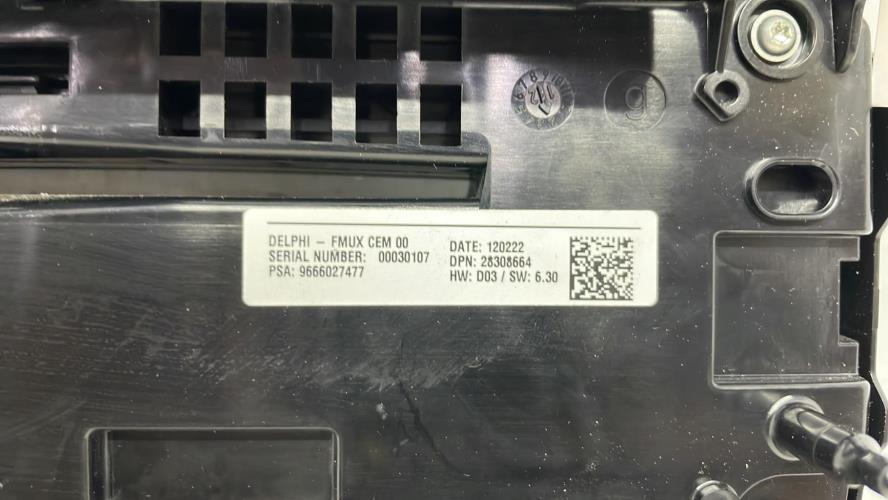 DELPHI – FMUX CEM 00
SERIAL NUMBER: 00030107
PSA: 9666027477
DATE: 120222
DPN: 28308664
HW: D03 / SW: 6.30